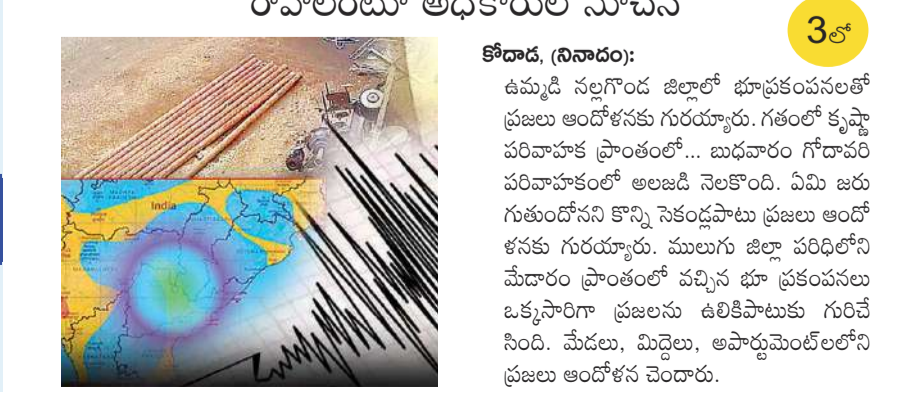 రావాలంటూ అధికారుల సూచన
3లో
India
కోదాడ, (నినాదం):
ఉమ్మడి నల్లగొండ జిల్లాలో భూప్రకంపనలతో
ప్రజలు ఆందోళనకు గురయ్యారు. గతంలో కృష్ణా
పరివాహక ప్రాంతంలో... బుధవారం గోదావరి
పరివాహకంలో అలజడి నెలకొంది. ఏమి జరు
గుతుందోనని కొన్ని సెకండ్లపాటు ప్రజలు ఆందో
ళనకు గురయ్యారు. ములుగు జిల్లా పరిధిలోని
మేడారం ప్రాంతంలో వచ్చిన భూ ప్రకంపనలు
ఒక్కసారిగా ప్రజలను ఉలికిపాటుకు గురిచే
సింది. మేడలు, మిద్దెలు, అపార్టుమెంట్‌లలోని
ప్రజలు ఆందోళన చెందారు.